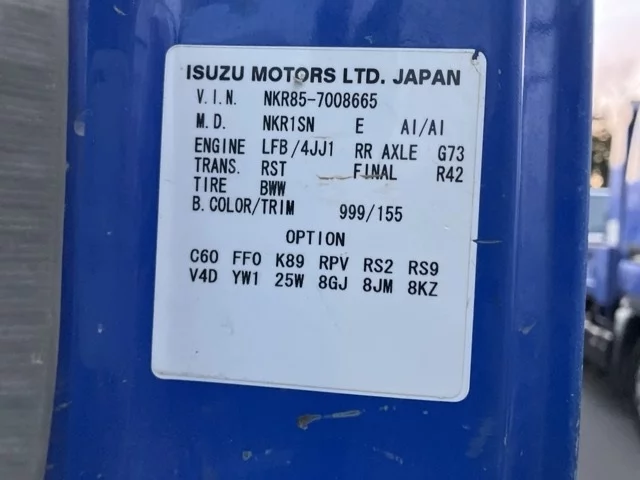 ISUZU MOTORS LTD. JAPAN
V.I.N. NKR85-7008665
M.D. NKR1SN E AI/AI
ENGINE LFB/4JJ1 RR AXLE G73
TRANS. RST FINAL R42
TIRE BWW
B.COLOR/TRIM 999/155
OPTION
C60 FF0 K89 RPV RS2 RS9
V4D YW1 25W 8GJ 8JM 8KZ